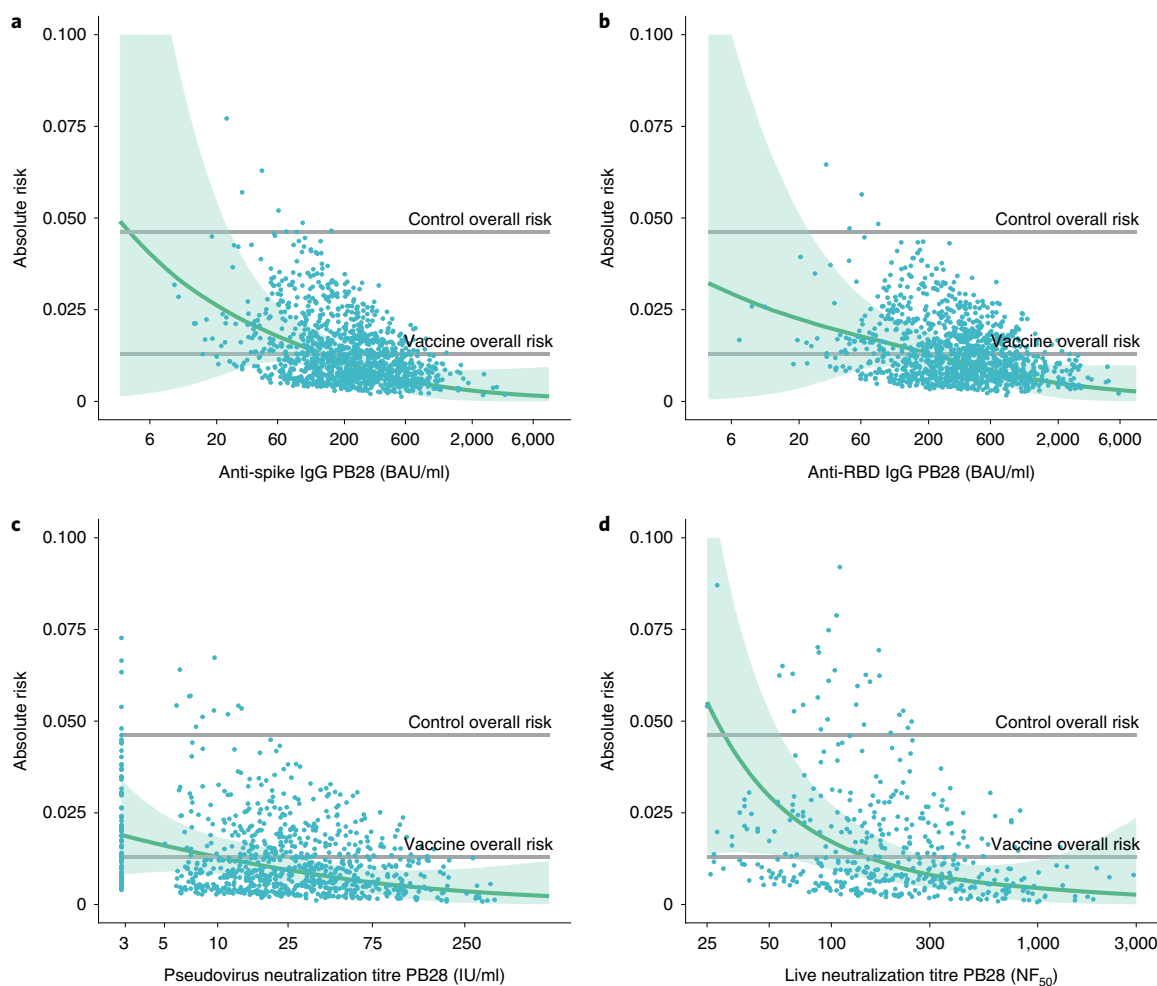 a
0.100
0.075
0.050
0.025
0
Absolute risk
Control overall risk
Vaccine overall risk
6 20 60 200 600 2,000 6,000
Anti-spike IgG PB28 (BAU/ml)
b
0.100
0.075
0.050
0.025
0
Absolute risk
Control overall risk
Vaccine overall risk
6 20 60 200 600 2,000 6,000
Anti-RBD IgG PB28 (BAU/ml)
c
0.100
0.075
0.050
0.025
0
Absolute risk
Control overall risk
Vaccine overall risk
3 5 10 25 75 250
Pseudovirus neutralization titre PB28 (IU/ml)
d
0.100
0.075
0.050
0.025
0
Absolute risk
Control overall risk
Vaccine overall risk
25 50 100 300 1,000 3,000
Live neutralization titre PB28 (NF50)